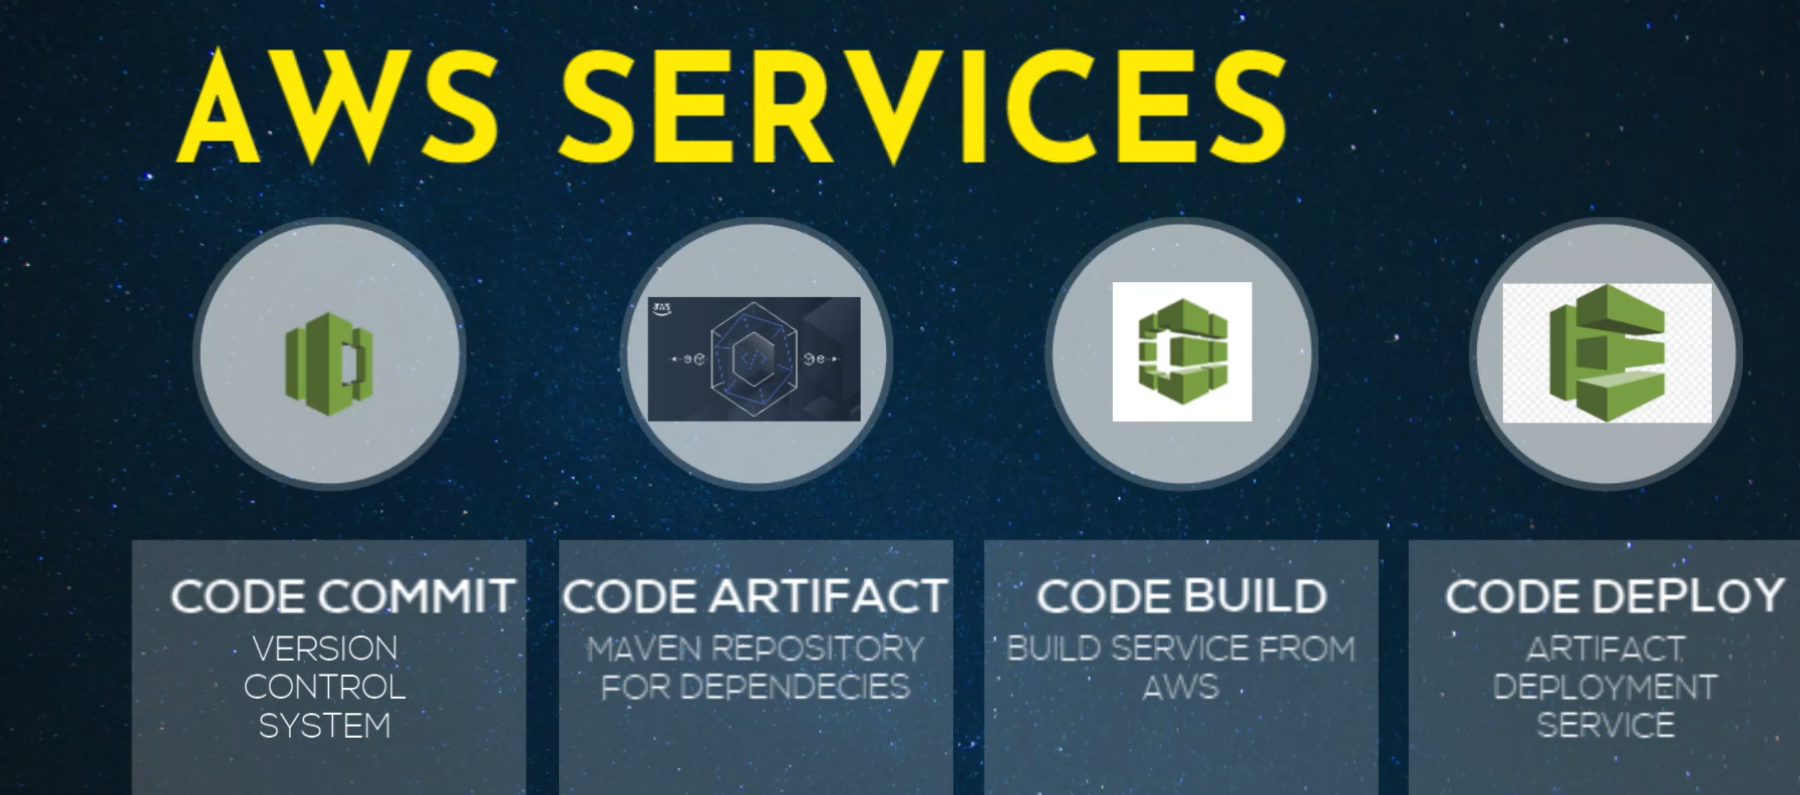 AWS SERVICES
aws
CODE COMMIT
VERSION
CONTROL
SYSTEM
CODE ARTIFACT
MAVEN REPOSITORY
FOR DEPENDECIES
CODE BUILD
BUILD SERVICE FROM
AWS
CODE DEPLOY
ARTIFACT
DEPLOYMENT
SERVICE